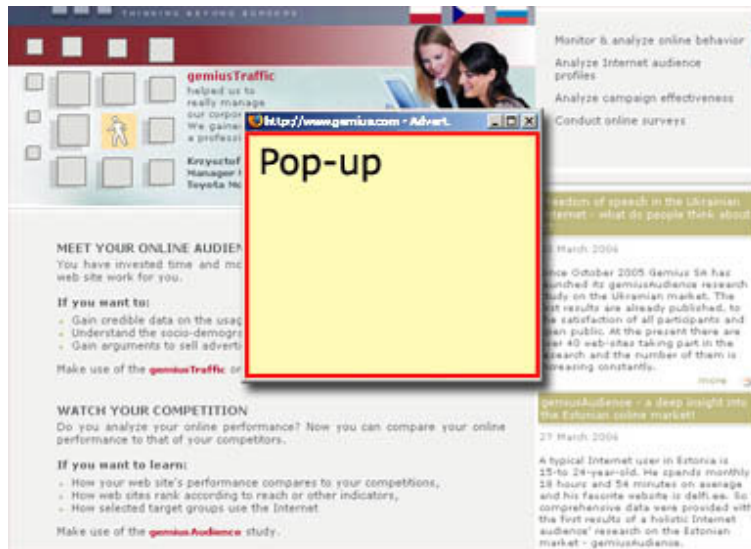 THINKING BEYOND BORDERS
gemiusTraffic
helped us to
really manage
our corpor
We gaine
a professi
Krzysztof
Manager
Toyota Mo
http://www.gemius.com - Advert.
Pop-up
MEET YOUR ONLINE AUDIEN
You have invested time and mo
web site work for you.
If you want to:
Gain credible data on the usag
Understand the socio-demogra
Gain arguments to sell adverti
Make use of the gemiusTraffic or
WATCH YOUR COMPETITION
Do you analyze your online performance? Now you can compare your online
performance to that of your competitors.
If you want to learn:
How your web site's performance compares to your competitors,
How web sites rank according to reach or other indicators,
How selected target groups use the Internet
Make use of the gemiusAudience study.
Monitor & analyze online behavior
Analyze Internet audience
profiles
Analyze campaign effectiveness
Conduct online surveys
eedom of speech in the Ukrainian
ternet - what do people think about
March 2006
nce October 2005 Gemius SA has
unched its gemiusAudience research
udy on the Ukrainian market. The
rst results are already published, to
e satisfaction of all participants and
pen public. At the present there are
er 40 web-sites taking part in the
search and the number of them is
creasing constantly.
more
gemiusAudience - a deep insight into
the Estonian online market!
27 March 2006
A typical Internet user in Estonia is
15-to 24-year-old. He spends monthly
18 hours and 54 minutes on average
and his favorite website is delfi.ee. So
comprehensive data were provided with
the first results of a holistic Internet
audience' research on the Estonian
market - gemiusAudience.